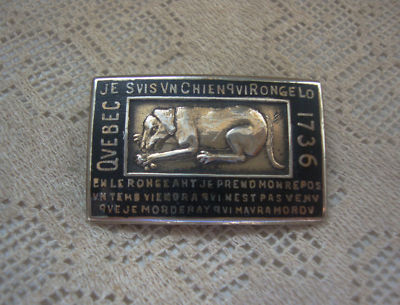 JE SVIS VN CHIEN QVI RONGE LO
QVEBEC
1736
EN LE RONGEANT JE PREND MON REPOS
VN TEMS VIENDRA QVI NEST PAS VENV
QVE JE MORDERAY QVI MAVRA MORDV